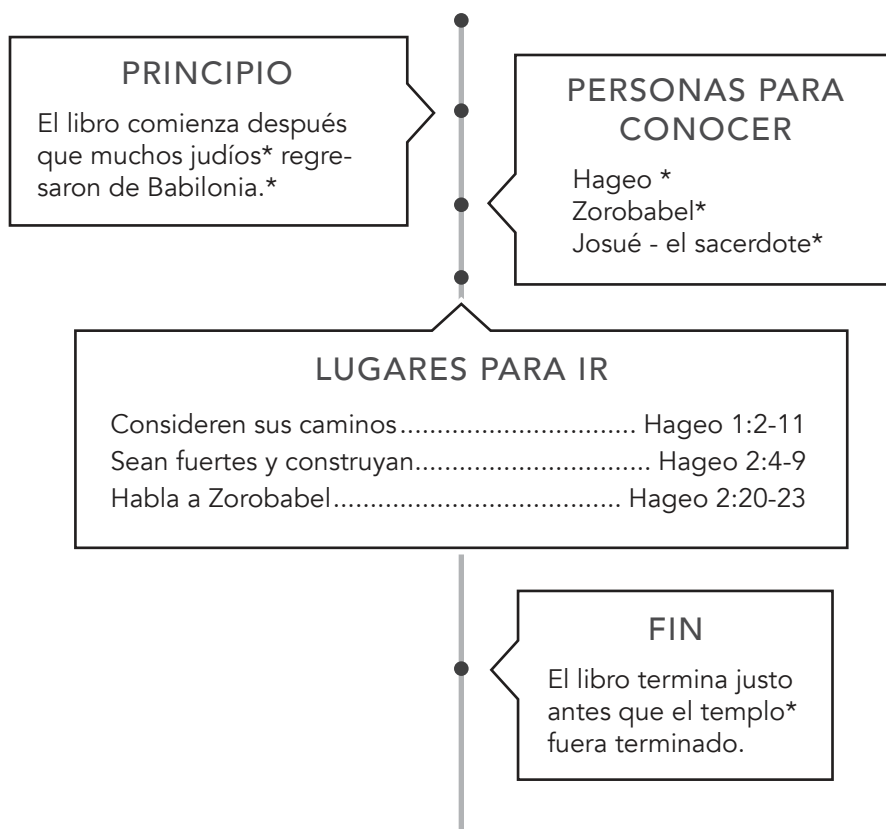 PRINCIPIO
El libro comienza después
que muchos judíos* regre-
saron de Babilonia.*
PERSONAS PARA
CONOCER
Hageo *
Zorobabel*
Josué - el sacerdote*
LUGARES PARA IR
Consideren sus caminos................................ Hageo 1:2-11
Sean fuertes y construyan................................ Hageo 2:4-9
Habla a Zorobabel....................................... Hageo 2:20-23
FIN
El libro termina justo
antes que el templo*
fuera terminado.